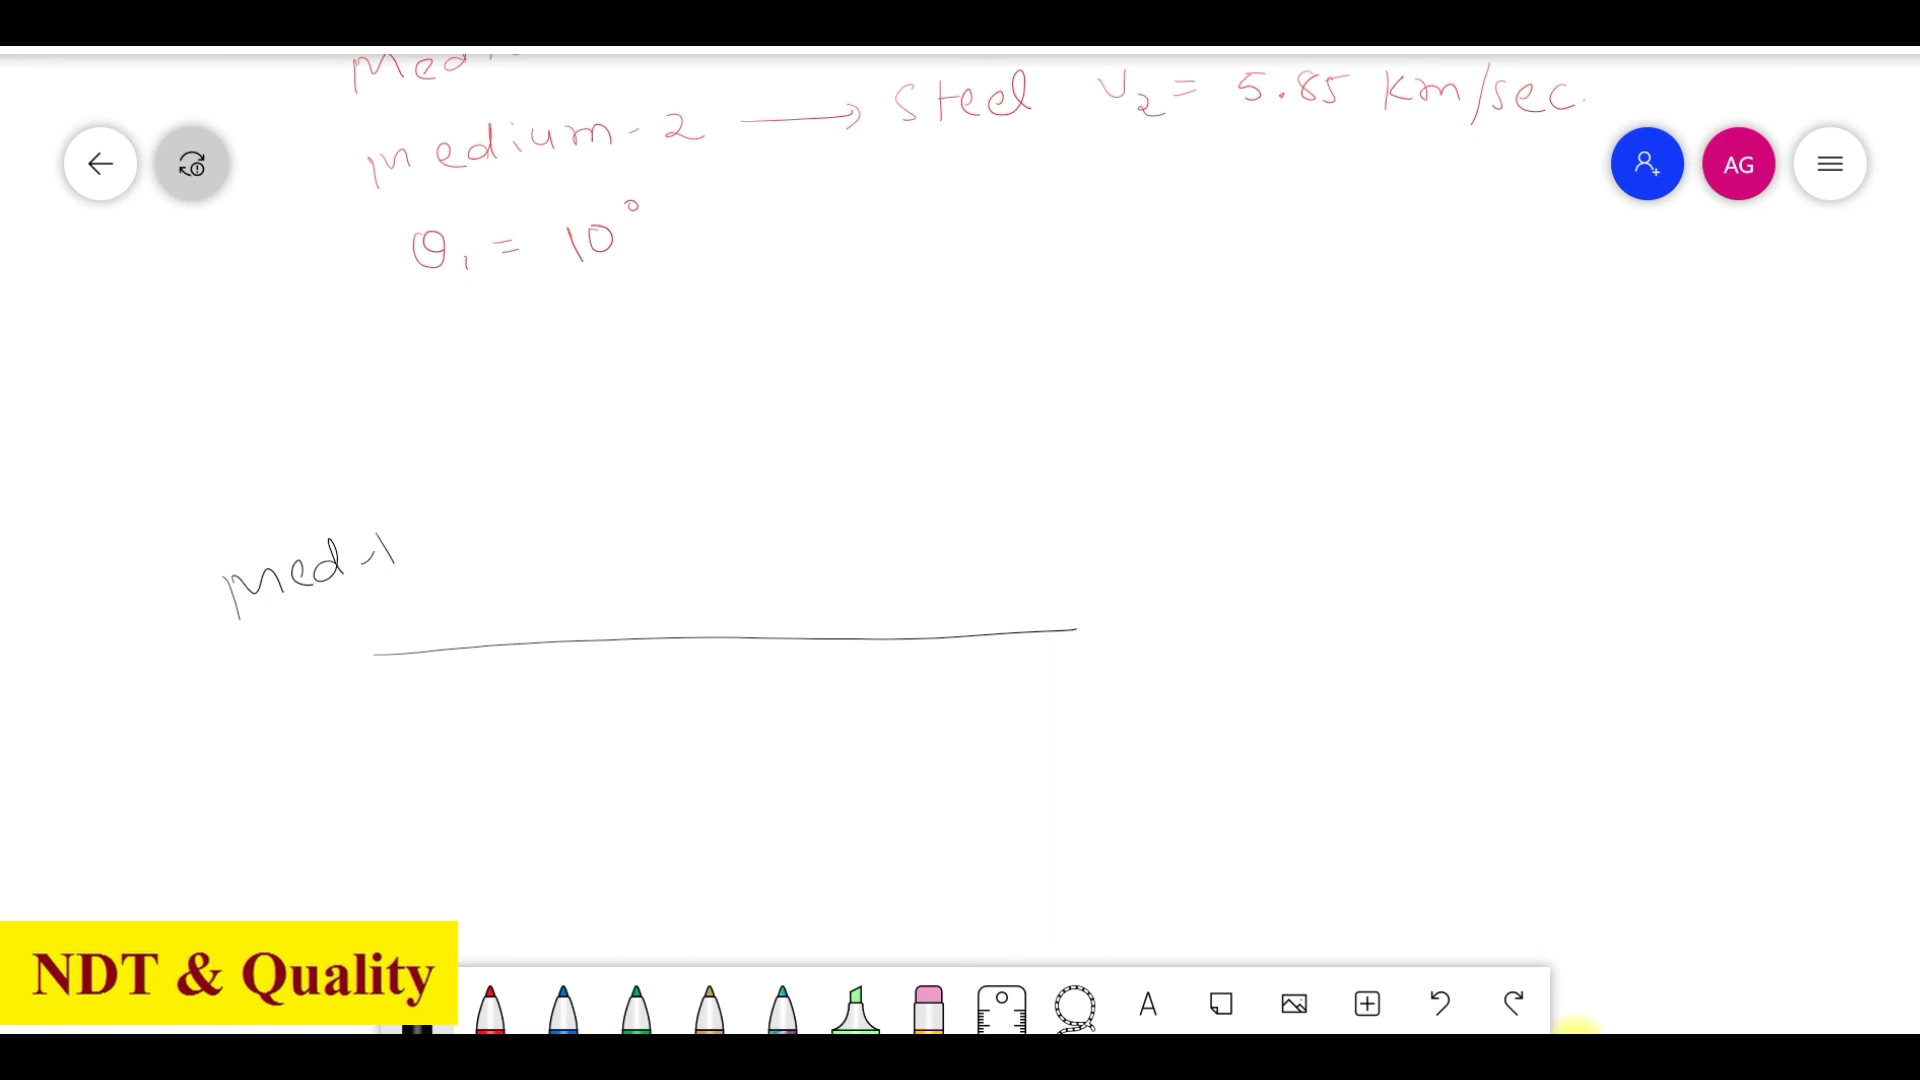 medium-2 → Steel V₂ = 5.85 Km/sec.
θ₁ = 10°
Med-1
NDT & Quality
AG
A